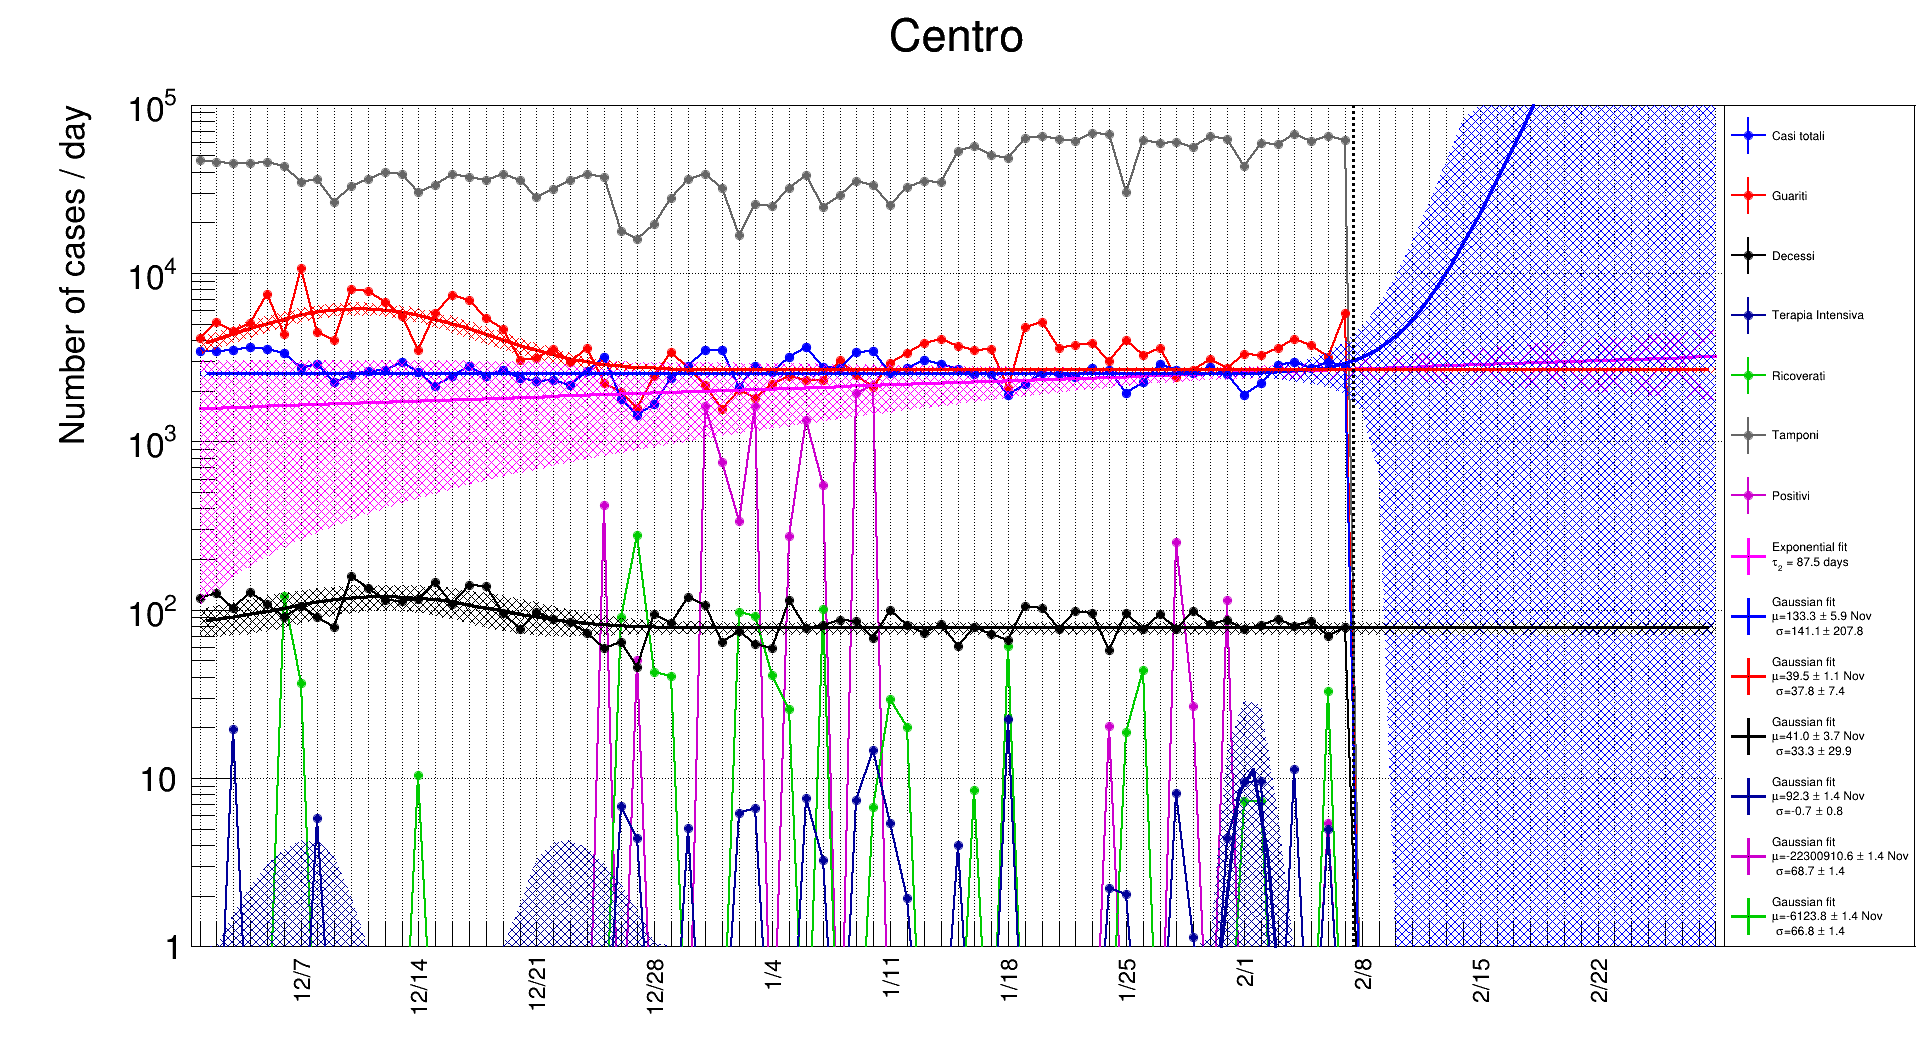 Centro
Number of cases / day
10^5
10^4
10^3
10^2
10
1
12/7
12/14
12/21
12/28
1/4
1/11
1/18
1/25
2/1
2/8
2/15
2/22
Casi totali
Guariti
Decessi
Terapia Intensiva
Ricoverati
Tamponi
Positivi
Exponential fit
τ₂ = 87.5 days
Gaussian fit
μ=133.3 ± 5.9 Nov
σ=141.1 ± 207.8
Gaussian fit
μ=39.5 ± 1.1 Nov
σ=37.8 ± 7.4
Gaussian fit
μ=41.0 ± 3.7 Nov
σ=33.3 ± 29.9
Gaussian fit
μ=92.3 ± 1.4 Nov
σ=-0.7 ± 0.8
Gaussian fit
μ=-22300910.6 ± 1.4 Nov
σ=68.7 ± 1.4
Gaussian fit
μ=-6123.8 ± 1.4 Nov
σ=66.8 ± 1.4